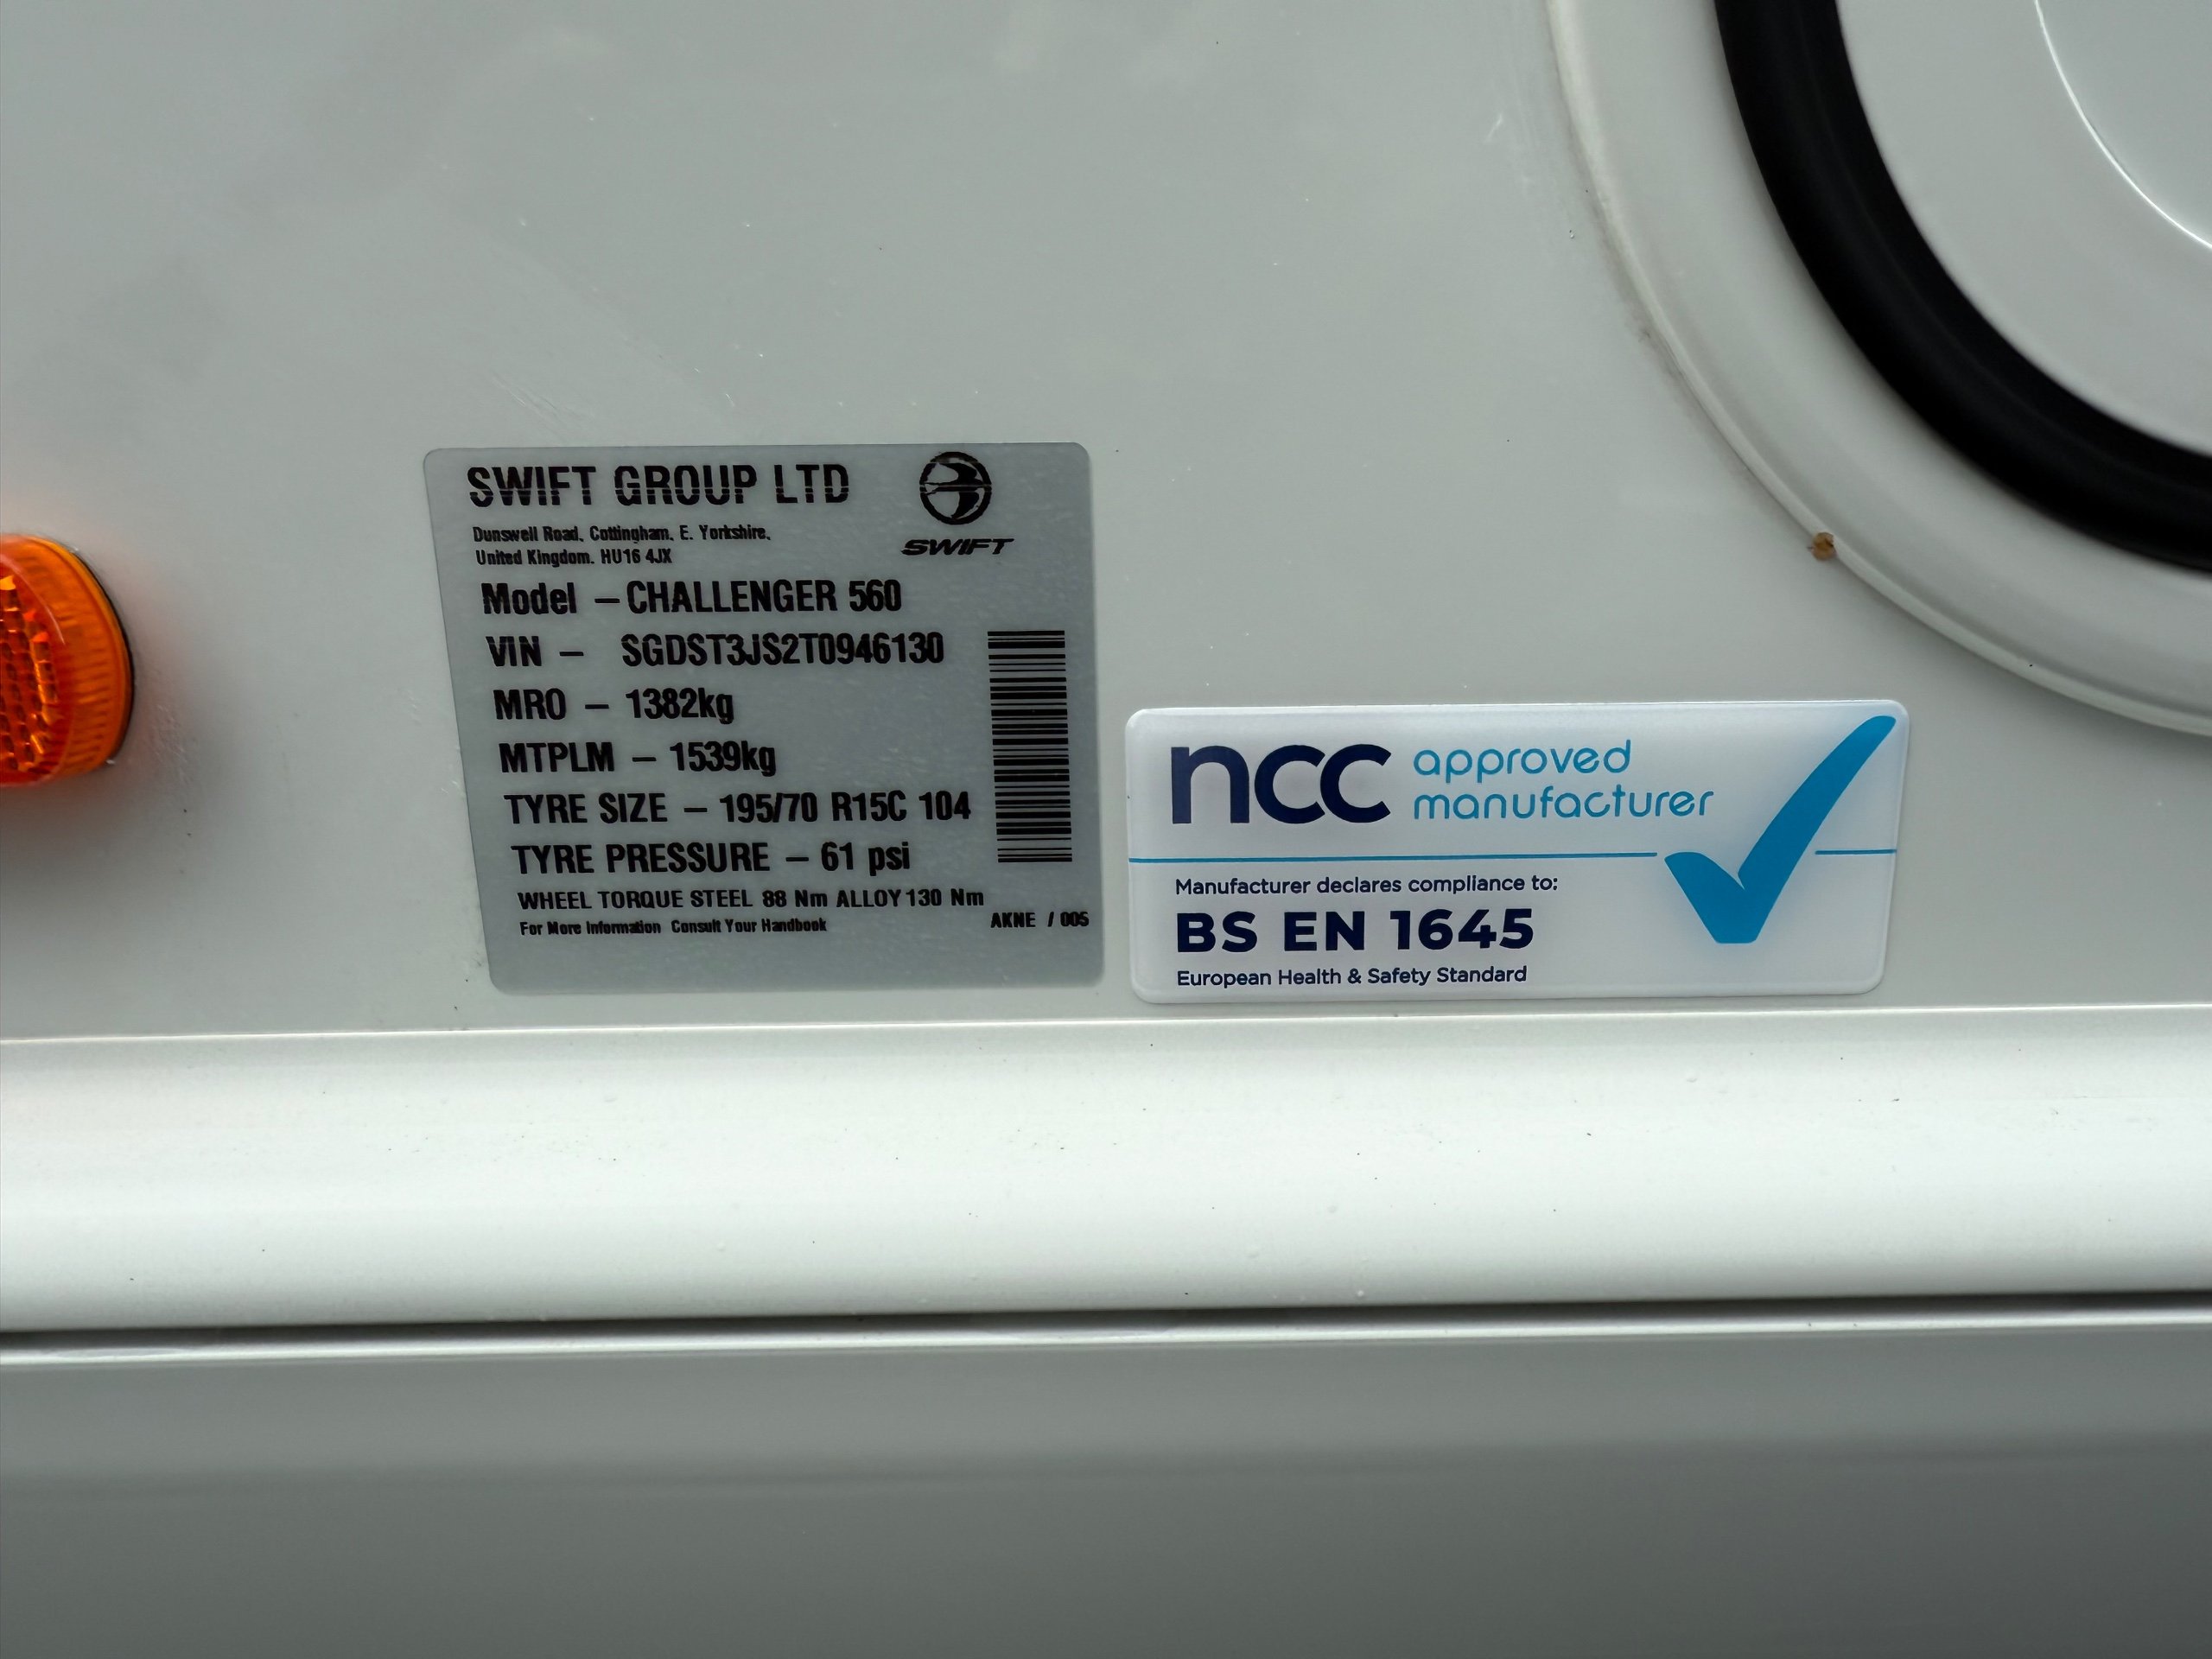 SWIFT GROUP LTD
SWIFT
Dunswell Road, Cottingham, E. Yorkshire,
United Kingdom. HU16 4JX
Model – CHALLENGER 560
VIN – SGDST3JS2T0946130
MRO – 1382kg
MTPLM – 1539kg
TYRE SIZE – 195/70 R15C 104
TYRE PRESSURE – 61 psi
WHEEL TORQUE STEEL 88 Nm ALLOY 130 Nm
For More Information Consult Your Handbook
AKNE / 005
ncc approved
manufacturer
Manufacturer declares compliance to:
BS EN 1645
European Health & Safety Standard